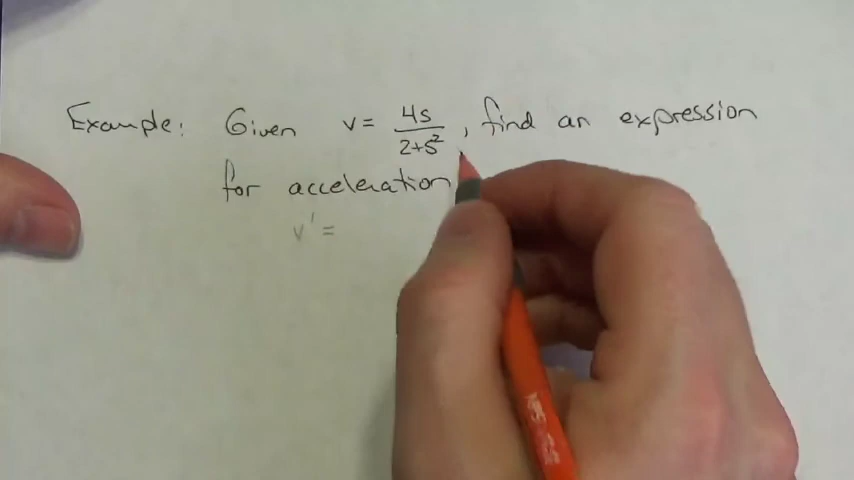 Example: Given v = 4s / 2+s², find an expression
for acceleration
v' =